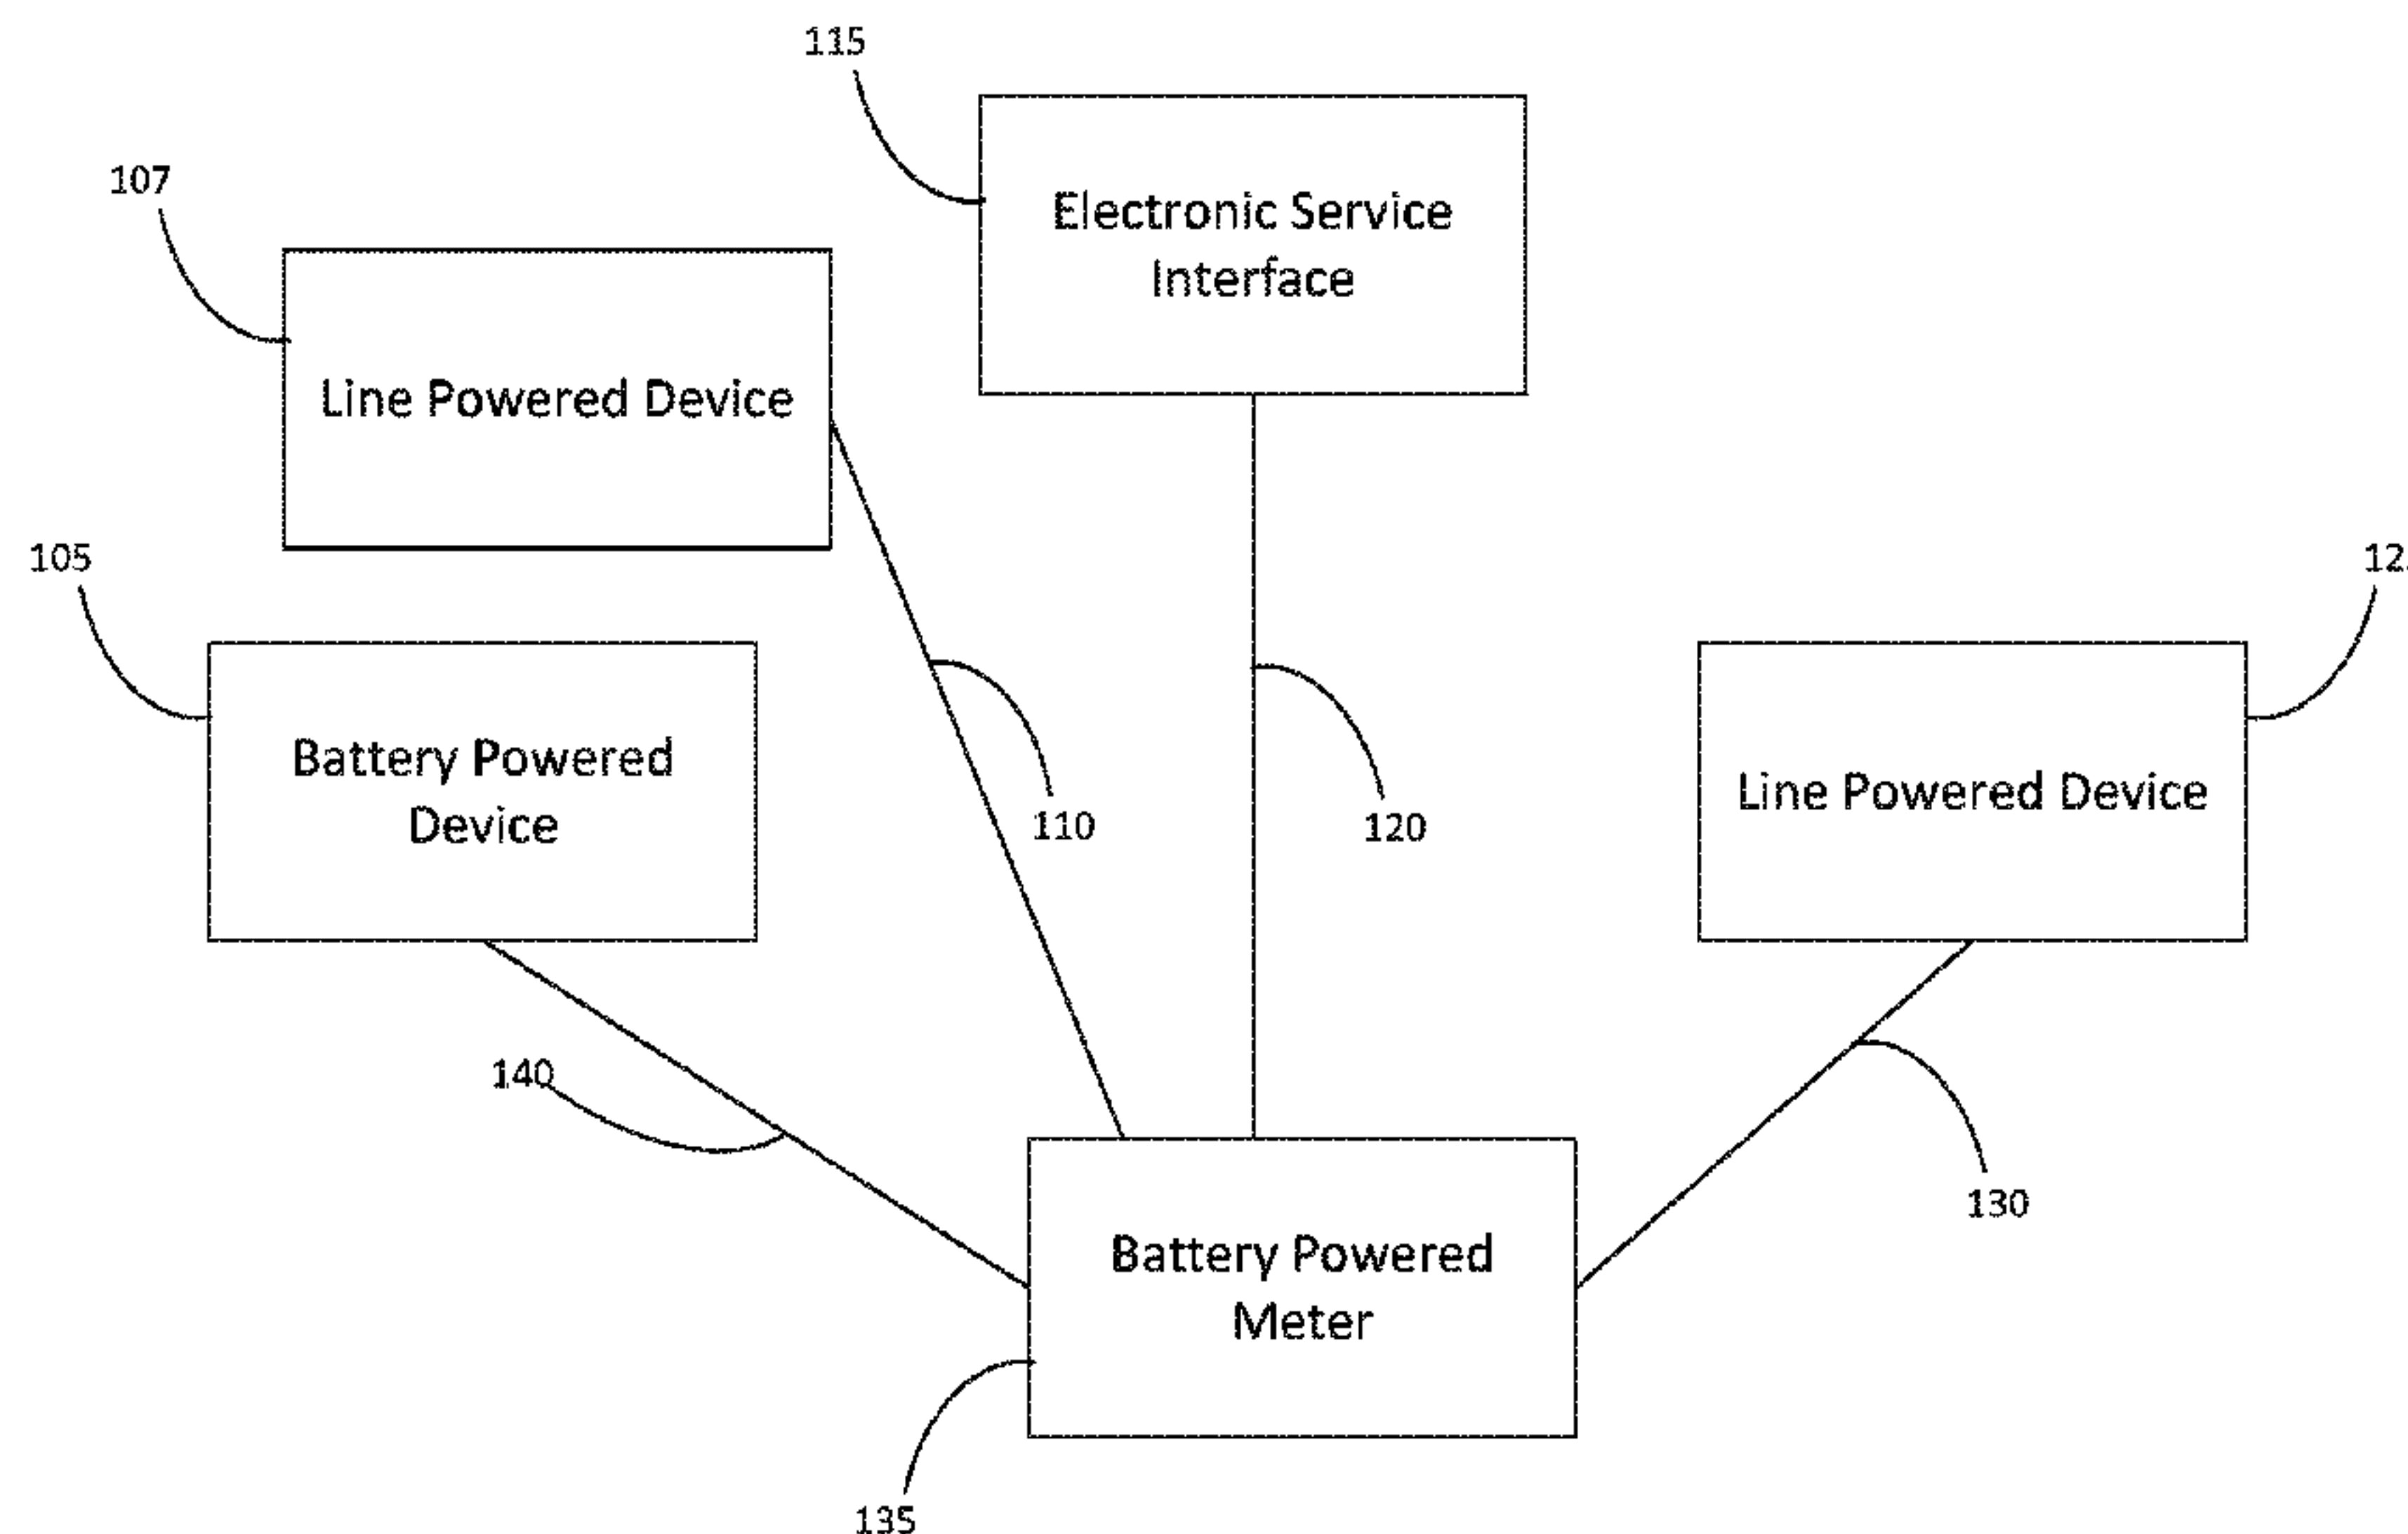 115
107
Electronic Service
Interface
Line Powered Device
105
12
Battery Powered
Device
Line Powered Device
110
120
140
130
Battery Powered
Meter
135